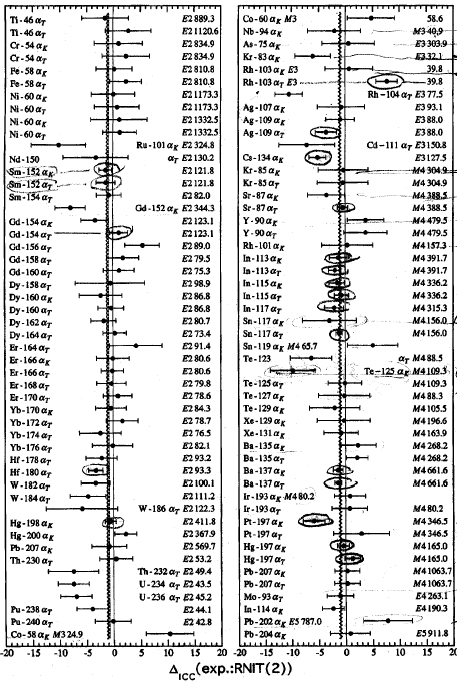 Ti-46 αT E2 889.3
Ti-46 αT E2 1120.6
Cr-54 αK E2 834.9
Cr-54 αT E2 834.9
Fe-58 αK E2 810.8
Fe-58 αT E2 810.8
Ni-60 αK E2 1173.3
Ni-60 αT E2 1173.3
Ni-60 αK E2 1332.5
Ni-60 αT E2 1332.5
Ru-101 αK E2 324.8
Nd-150 αT E2 130.2
Sm-152 αK E2 121.8
Sm-152 αT E2 121.8
Sm-154 αT E2 82.0
Gd-152 αK E2 344.3
Gd-154 αK E2 123.1
Gd-154 αT E2 123.1
Gd-156 αT E2 89.0
Gd-158 αT E2 79.5
Gd-160 αT E2 75.3
Dy-158 αT E2 98.9
Dy-160 αK E2 86.8
Dy-160 αT E2 86.8
Dy-162 αT E2 80.7
Dy-164 αT E2 73.4
Er-164 αT E2 91.4
Er-166 αK E2 80.6
Er-166 αT E2 80.6
Er-168 αT E2 79.8
Er-170 αT E2 78.6
Yb-170 αK E2 84.3
Yb-172 αT E2 78.7
Yb-174 αT E2 76.5
Yb-176 αT E2 82.1
Hf-178 αT E2 93.2
Hf-180 αT E2 93.3
W-182 αT E2 100.1
W-184 αT E2 111.2
W-186 αT E2 122.3
Hg-198 αK E2 411.8
Hg-200 αK E2 367.9
Pb-207 αK E2 569.7
Th-230 αT E2 53.2
Th-232 αT E2 49.4
U-234 αT E2 43.5
U-236 αT E2 45.2
Pu-238 αT E2 44.1
Pu-240 αT E2 42.8
Co-58 αK M3 24.9
-20 -15 -10 -5 0 5 10 15 20
Co-60 αK M3 58.6
Nb-94 αK M3 40.9
As-75 αK E3 303.9
Kr-83 αK E3 32.1
Rh-103 αK E3 39.8
Rh-103 αT E3 39.8
Rh-104 αT E3 77.5
Ag-107 αK E3 93.1
Ag-109 αK E3 88.0
Ag-109 αT E3 88.0
Cd-111 αT E3 150.8
Cs-134 αK E3 127.5
Kr-85 αK M4 304.9
Kr-85 αT M4 304.9
Sr-87 αK M4 388.5
Sr-87 αT M4 388.5
Y-90 αK M4 479.5
Y-90 αT M4 479.5
Rh-101 αK M4 157.3
In-113 αK M4 391.7
In-113 αT M4 391.7
In-115 αK M4 336.2
In-115 αT M4 336.2
In-117 αK M4 315.3
Sn-117 αK M4 156.0
Sn-117 αT M4 156.0
Sn-119 αK M4 65.7
Te-123 αT M4 88.5
Te-125 αK M4 109.3
Te-125 αT M4 109.3
Te-127 αK M4 88.3
Te-129 αK M4 105.5
Xe-129 αK M4 196.6
Xe-131 αK M4 163.9
Ba-135 αK M4 268.2
Ba-135 αT M4 268.2
Ba-137 αK M4 661.6
Ba-137 αT M4 661.6
Ir-193 αK M4 80.2
Ir-193 αT M4 80.2
Pt-197 αK M4 346.5
Pt-197 αT M4 346.5
Hg-197 αK M4 165.0
Hg-197 αT M4 165.0
Pb-207 αK M4 1063.7
Pb-207 αT M4 1063.7
Mo-93 αT E4 263.1
In-114 αK E4 190.3
Pb-202 αK E5 787.0
Pb-204 αK E5 911.8
-20 -15 -10 -5 0 5 10 15 20
ΔICC(exp.:RNIT(2))